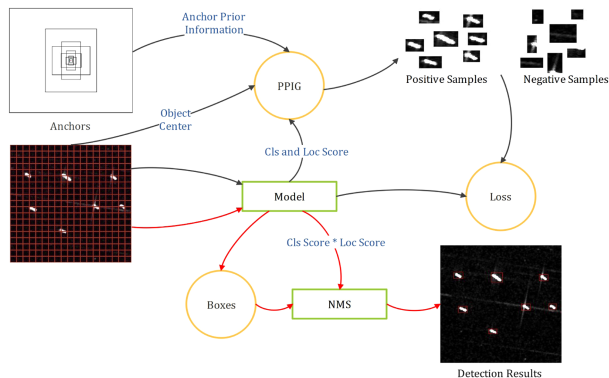 Anchor Prior
Information
PPIG
Positive Samples
Negative Samples
Anchors
Object
Center
Cls and Loc Score
Model
Loss
Cls Score * Loc Score
Boxes
NMS
Detection Results